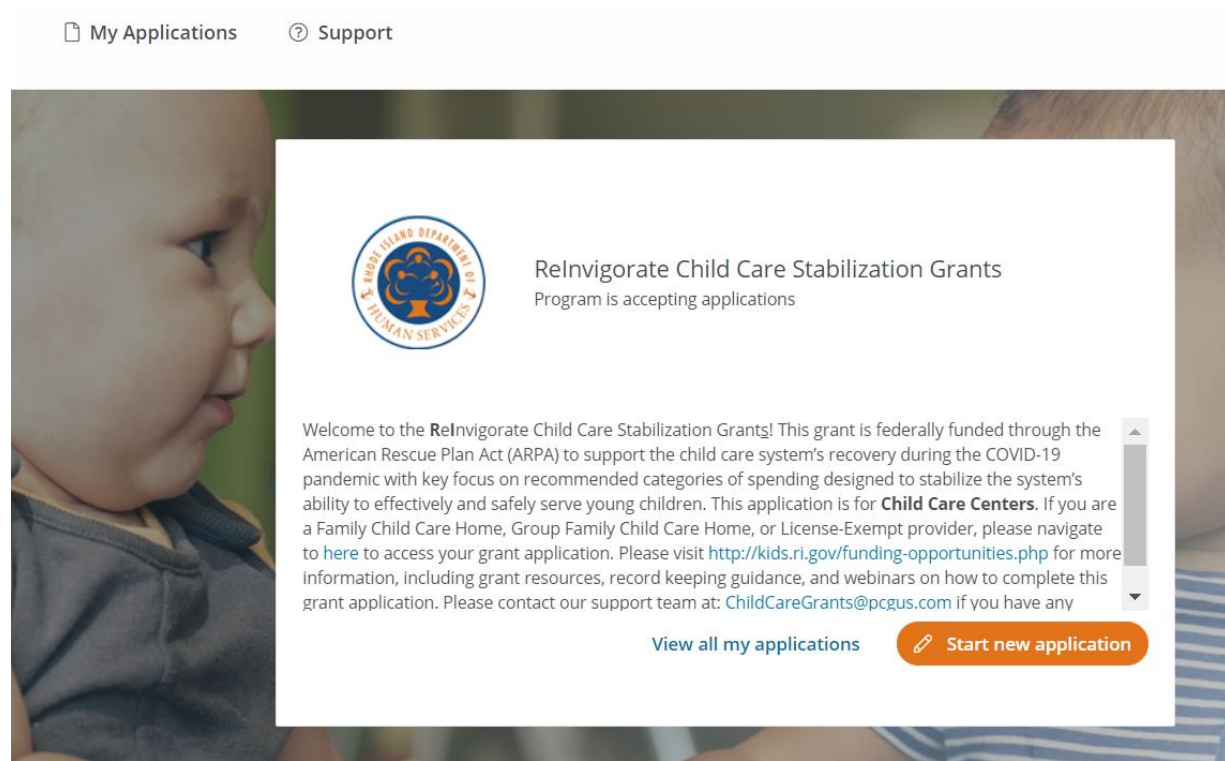 My Applications
Support
RHODE ISLAND DEPARTMENT OF
HUMAN SERVICES
ReInvigorate Child Care Stabilization Grants
Program is accepting applications
Welcome to the ReInvigorate Child Care Stabilization Grants! This grant is federally funded through the
American Rescue Plan Act (ARPA) to support the child care system's recovery during the COVID-19
pandemic with key focus on recommended categories of spending designed to stabilize the system's
ability to effectively and safely serve young children. This application is for Child Care Centers. If you are
a Family Child Care Home, Group Family Child Care Home, or License-Exempt provider, please navigate
to here to access your grant application. Please visit http://kids.ri.gov/funding-opportunities.php for more
information, including grant resources, record keeping guidance, and webinars on how to complete this
grant application. Please contact our support team at: ChildCareGrants@pcgus.com if you have any
View all my applications
Start new application